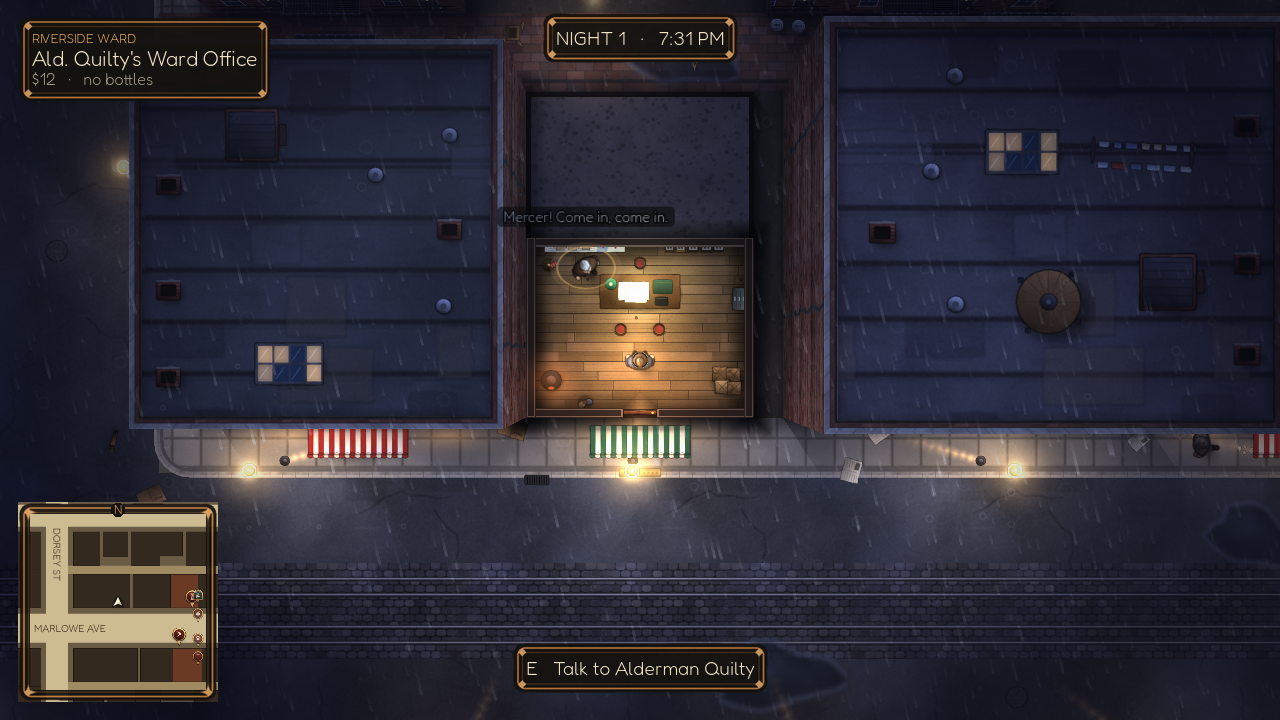 RIVERSIDE WARD
Ald. Quilty's Ward Office
$12 · no bottles
NIGHT 1 · 7:31 PM
Mercer! Come in, come in.
N
DORSEY ST
MARLOWE AVE
E Talk to Alderman Quilty